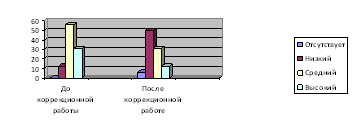 60
50
40
30
20
10
0
До
коррекционной
работы
После
коррекционной
работе
Отсутствует
Низкий
Средний
Высокий